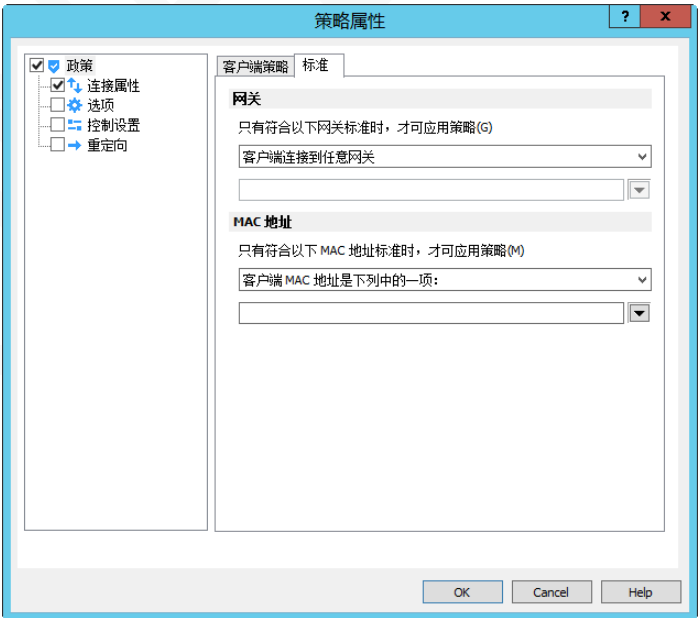 策略属性
?
x
政策
连接属性
选项
控制设置
重定向
客户端策略
标准
网关
只有符合以下网关标准时，才可应用策略(G)
客户端连接到任意网关
MAC 地址
只有符合以下 MAC 地址标准时，才可应用策略(M)
客户端 MAC 地址是下列中的一项：
OK
Cancel
Help